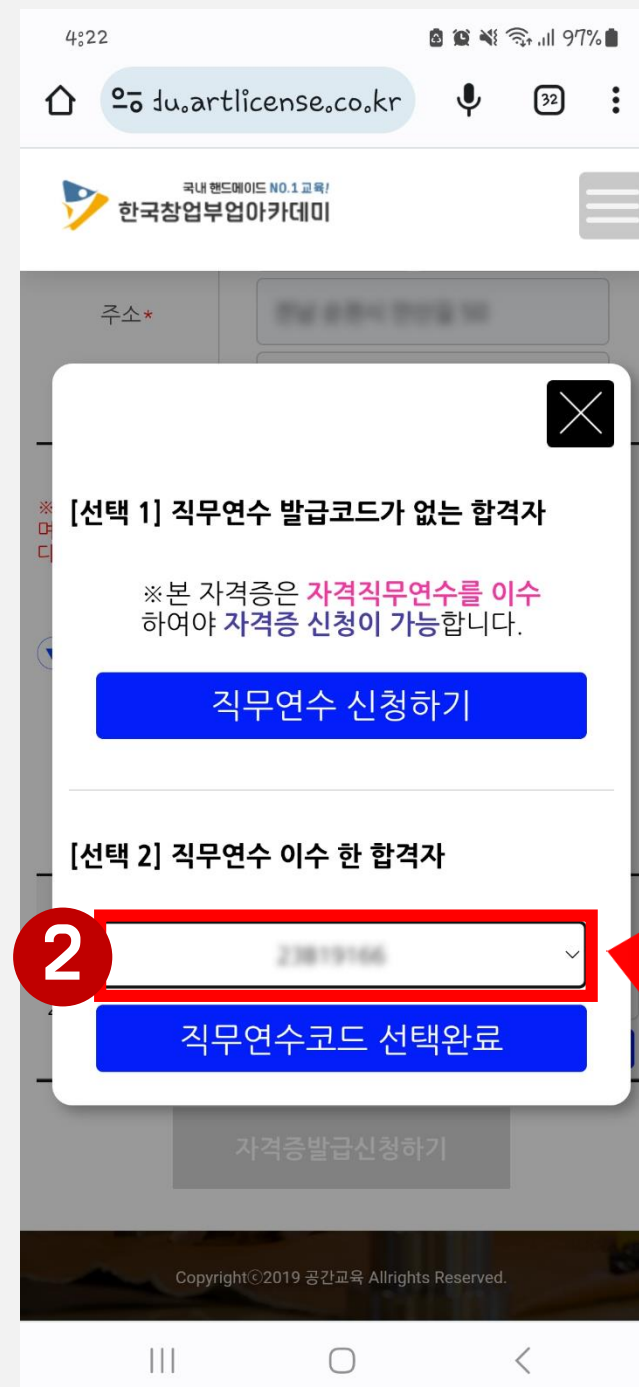 4:22
97%
du.artlicense.co.kr
32
국내 핸드메이드 NO.1 교육!
한국창업부업아카데미
주소*
[선택 1] 직무연수 발급코드가 없는 합격자
※본 자격증은 자격직무연수를 이수
하여야 자격증 신청이 가능합니다.
직무연수 신청하기
[선택 2] 직무연수 이수 한 합격자
2
직무연수코드 선택완료
자격증발급신청하기
Copyrightⓒ2019 공간교육 Allrights Reserved.